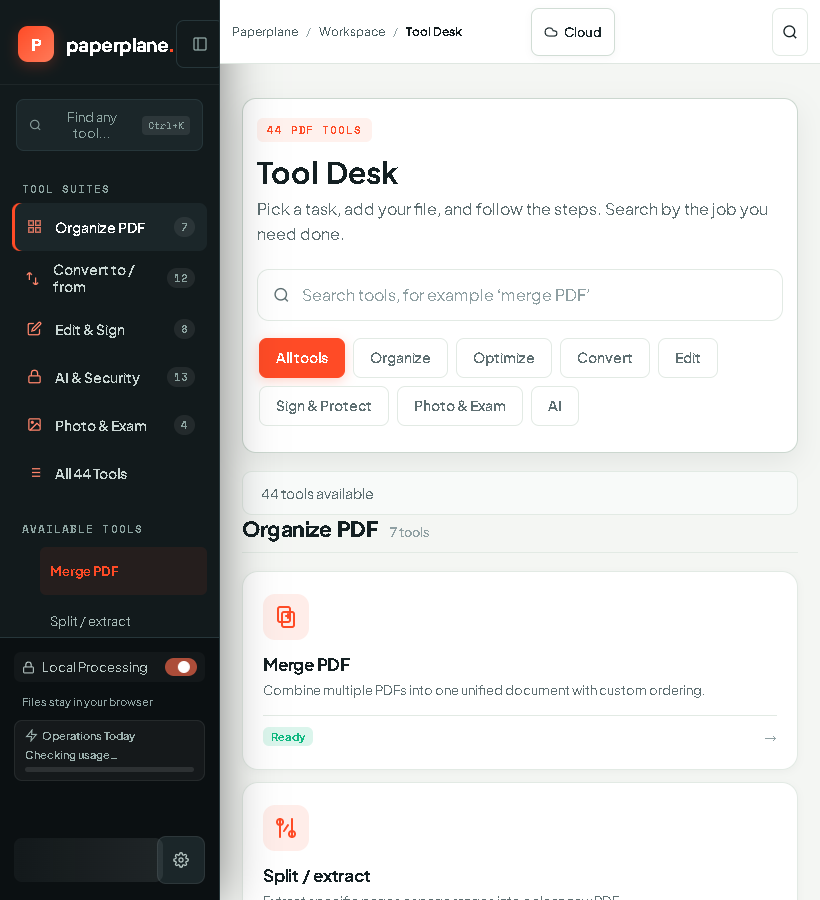 P
paperplane.
Find any
tool...
Ctrl+K
TOOL SUITES
Organize PDF 7
Convert to /
from
12
Edit & Sign 8
AI & Security 13
Photo & Exam 4
All 44 Tools
AVAILABLE TOOLS
Merge PDF
Split / extract
Local Processing
Files stay in your browser
Operations Today
Checking usage…
Paperplane / Workspace / Tool Desk
Cloud
44 PDF TOOLS
Tool Desk
Pick a task, add your file, and follow the steps. Search by the job you
need done.
Search tools, for example ‘merge PDF’
All tools Organize Optimize Convert Edit
Sign & Protect Photo & Exam AI
44 tools available
Organize PDF 7 tools
Merge PDF
Combine multiple PDFs into one unified document with custom ordering.
Ready →
Split / extract